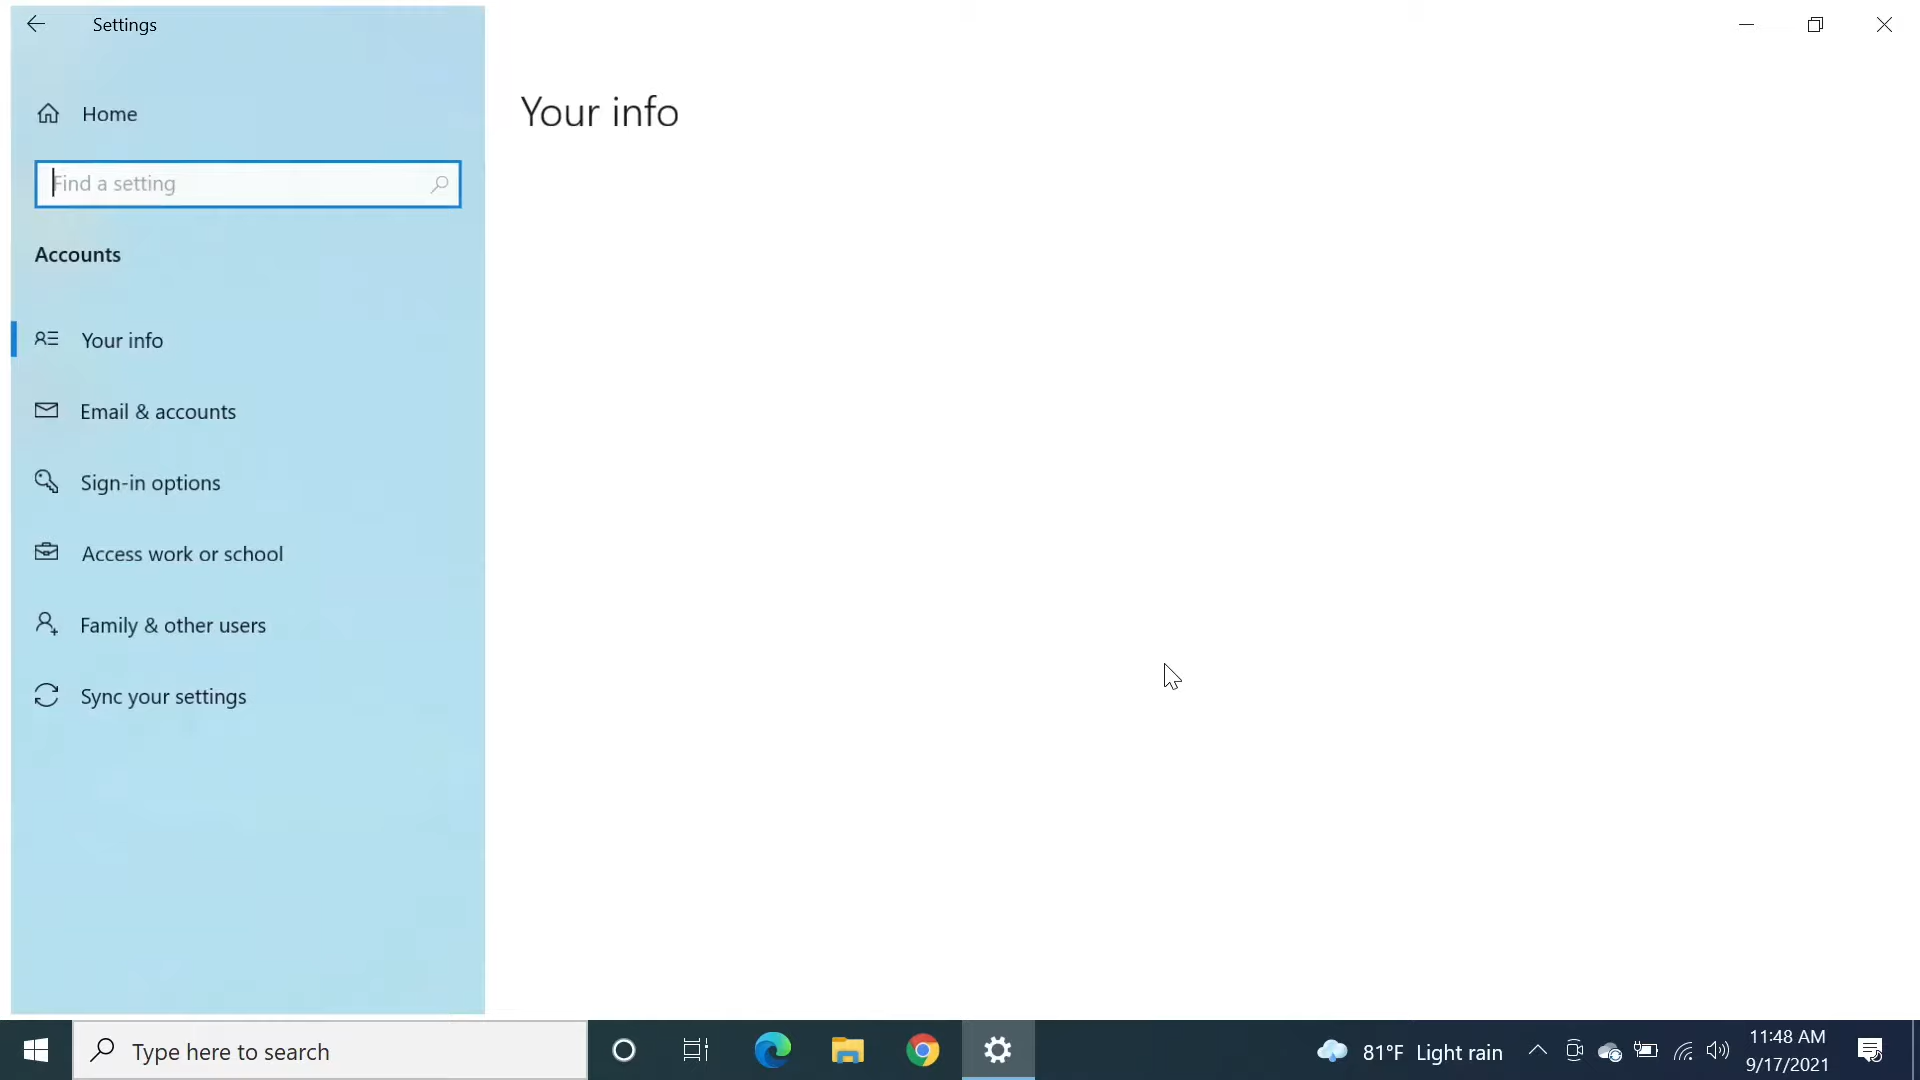 Settings
Home
Find a setting
Accounts
Your info
Email & accounts
Sign-in options
Access work or school
Family & other users
Sync your settings
Your info
Type here to search
81°F Light rain
11:48 AM
9/17/2021